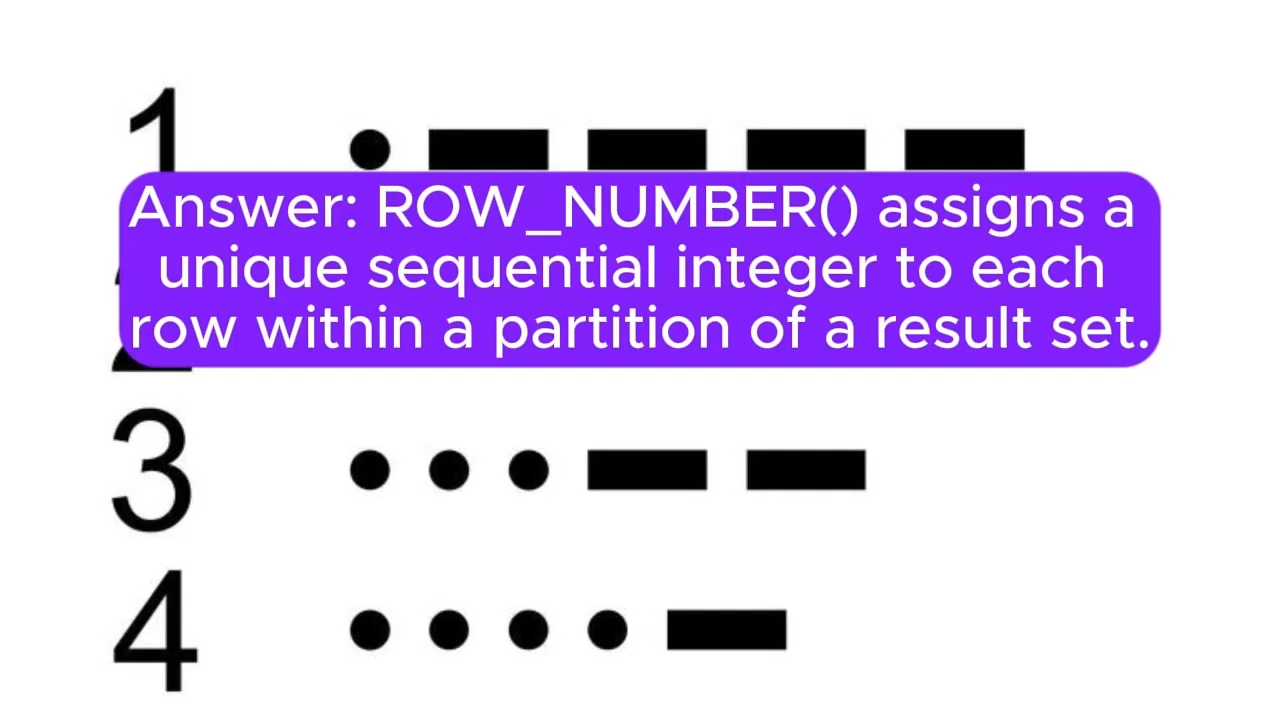 1
Answer: ROW_NUMBER() assigns a
unique sequential integer to each
row within a partition of a result set.
3
4